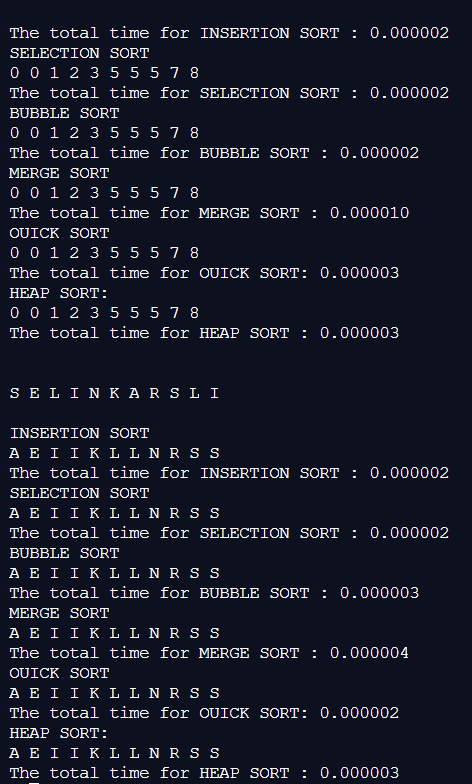 The total time for INSERTION SORT : 0.000002
SELECTION SORT
0 0 1 2 3 5 5 5 7 8
The total time for SELECTION SORT : 0.000002
BUBBLE SORT
0 0 1 2 3 5 5 5 7 8
The total time for BUBBLE SORT : 0.000002
MERGE SORT
0 0 1 2 3 5 5 5 7 8
The total time for MERGE SORT : 0.000010
OUICK SORT
0 0 1 2 3 5 5 5 7 8
The total time for OUICK SORT: 0.000003
HEAP SORT:
0 0 1 2 3 5 5 5 7 8
The total time for HEAP SORT : 0.000003
S E L I N K A R S L I
INSERTION SORT
A E I I K L L N R S S
The total time for INSERTION SORT : 0.000002
SELECTION SORT
A E I I K L L N R S S
The total time for SELECTION SORT : 0.000002
BUBBLE SORT
A E I I K L L N R S S
The total time for BUBBLE SORT : 0.000003
MERGE SORT
A E I I K L L N R S S
The total time for MERGE SORT : 0.000004
OUICK SORT
A E I I K L L N R S S
The total time for OUICK SORT: 0.000002
HEAP SORT:
A E I I K L L N R S S
The total time for HEAP SORT : 0.000003